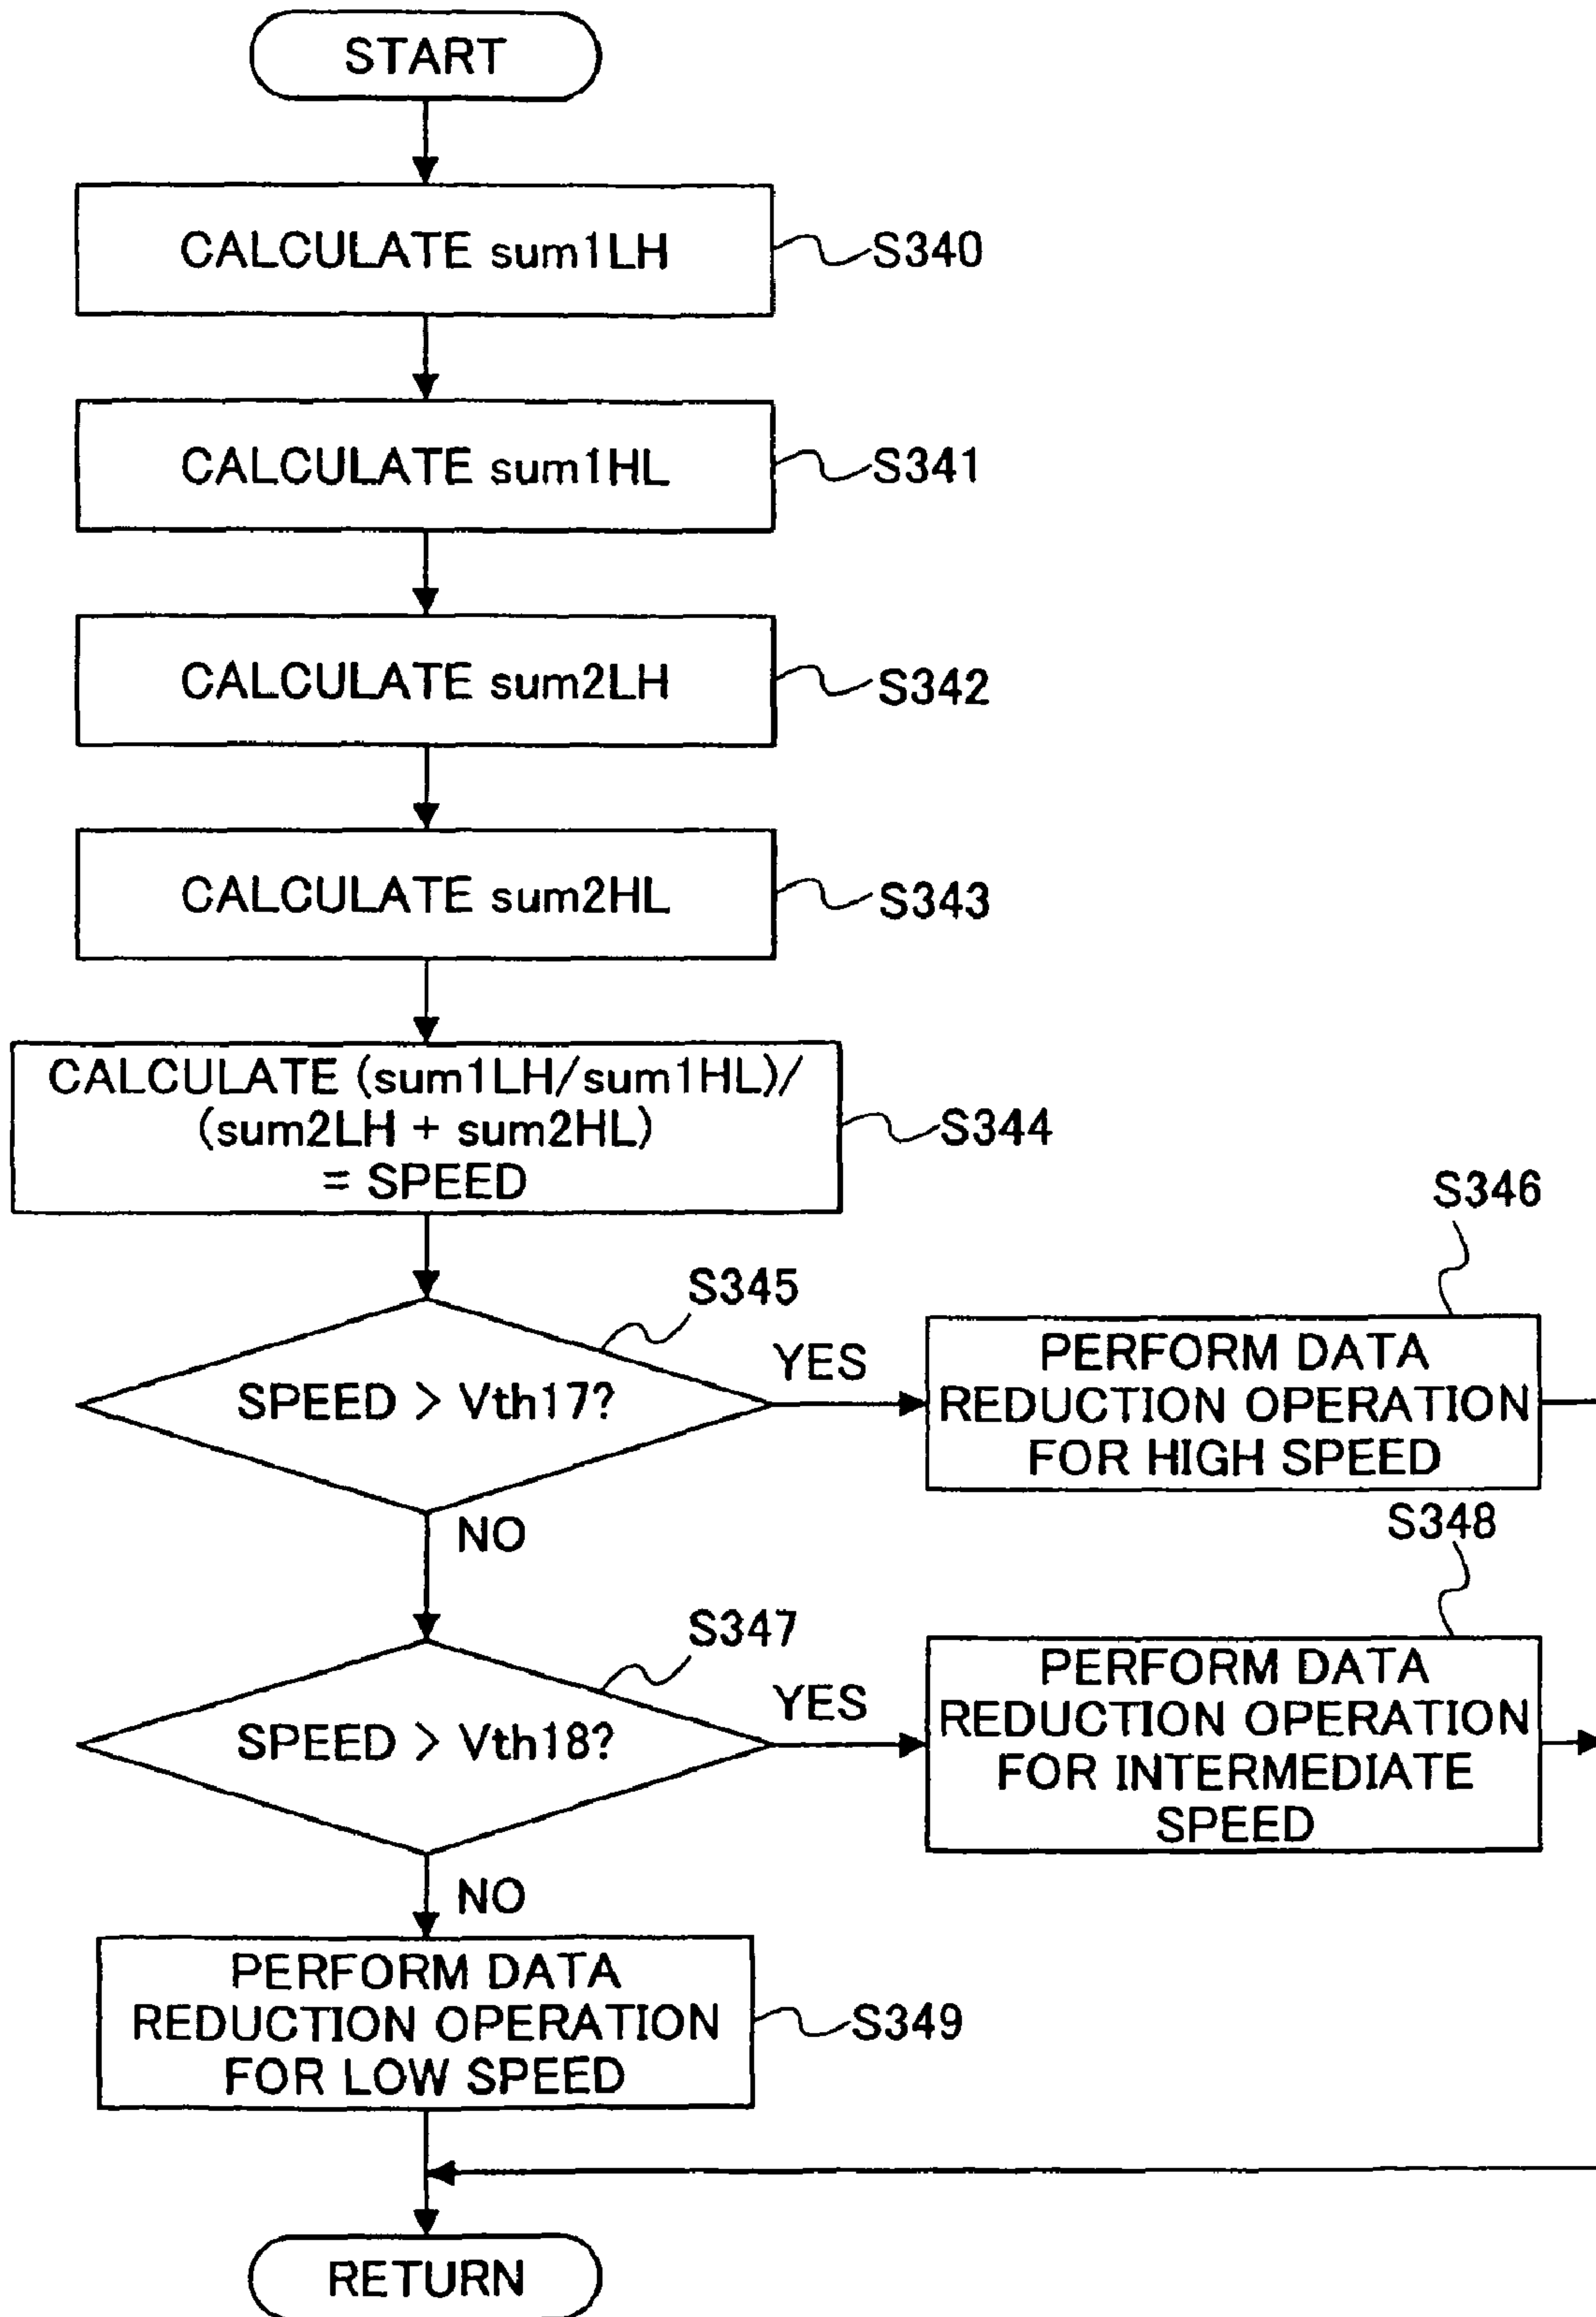 START
CALCULATE sum1LH
S340
CALCULATE sum1HL
S341
CALCULATE sum2LH
S342
CALCULATE sum2HL
S343
CALCULATE (sum1LH/sum1HL)/
(sum2LH + sum2HL)
= SPEED
S344
S345
SPEED > Vth17?
YES
S346
PERFORM DATA
REDUCTION OPERATION
FOR HIGH SPEED
NO
S347
SPEED > Vth18?
YES
S348
PERFORM DATA
REDUCTION OPERATION
FOR INTERMEDIATE
SPEED
NO
PERFORM DATA
REDUCTION OPERATION
FOR LOW SPEED
S349
RETURN